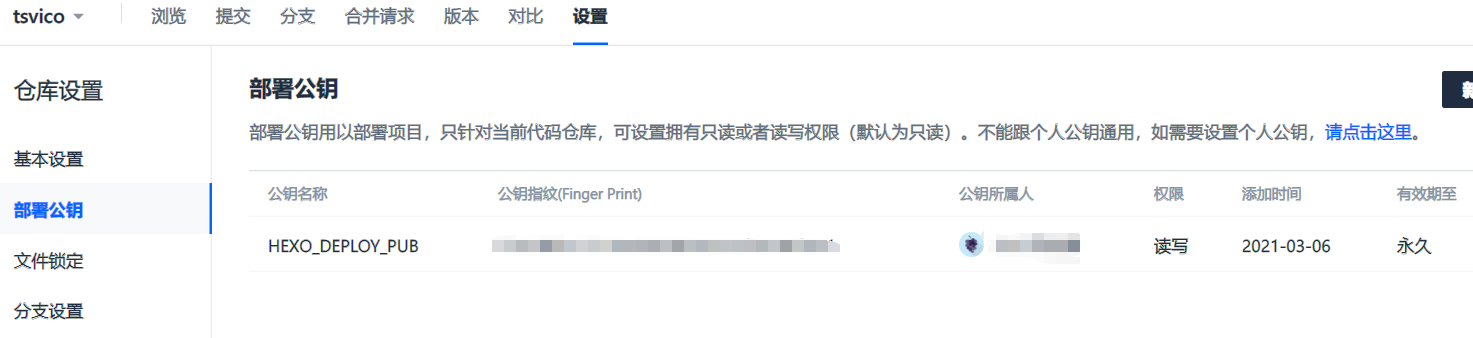 tsvico 浏览 提交 分支 合并请求 版本 对比 设置
仓库设置
基本设置
部署公钥
文件锁定
分支设置
部署公钥
部署公钥用以部署项目，只针对当前代码仓库，可设置拥有只读或者读写权限（默认为只读）。不能跟个人公钥通用，如需要设置个人公钥，请点击这里。
公钥名称 公钥指纹(Finger Print) 公钥所属人 权限 添加时间 有效期至
HEXO_DEPLOY_PUB 读写 2021-03-06 永久